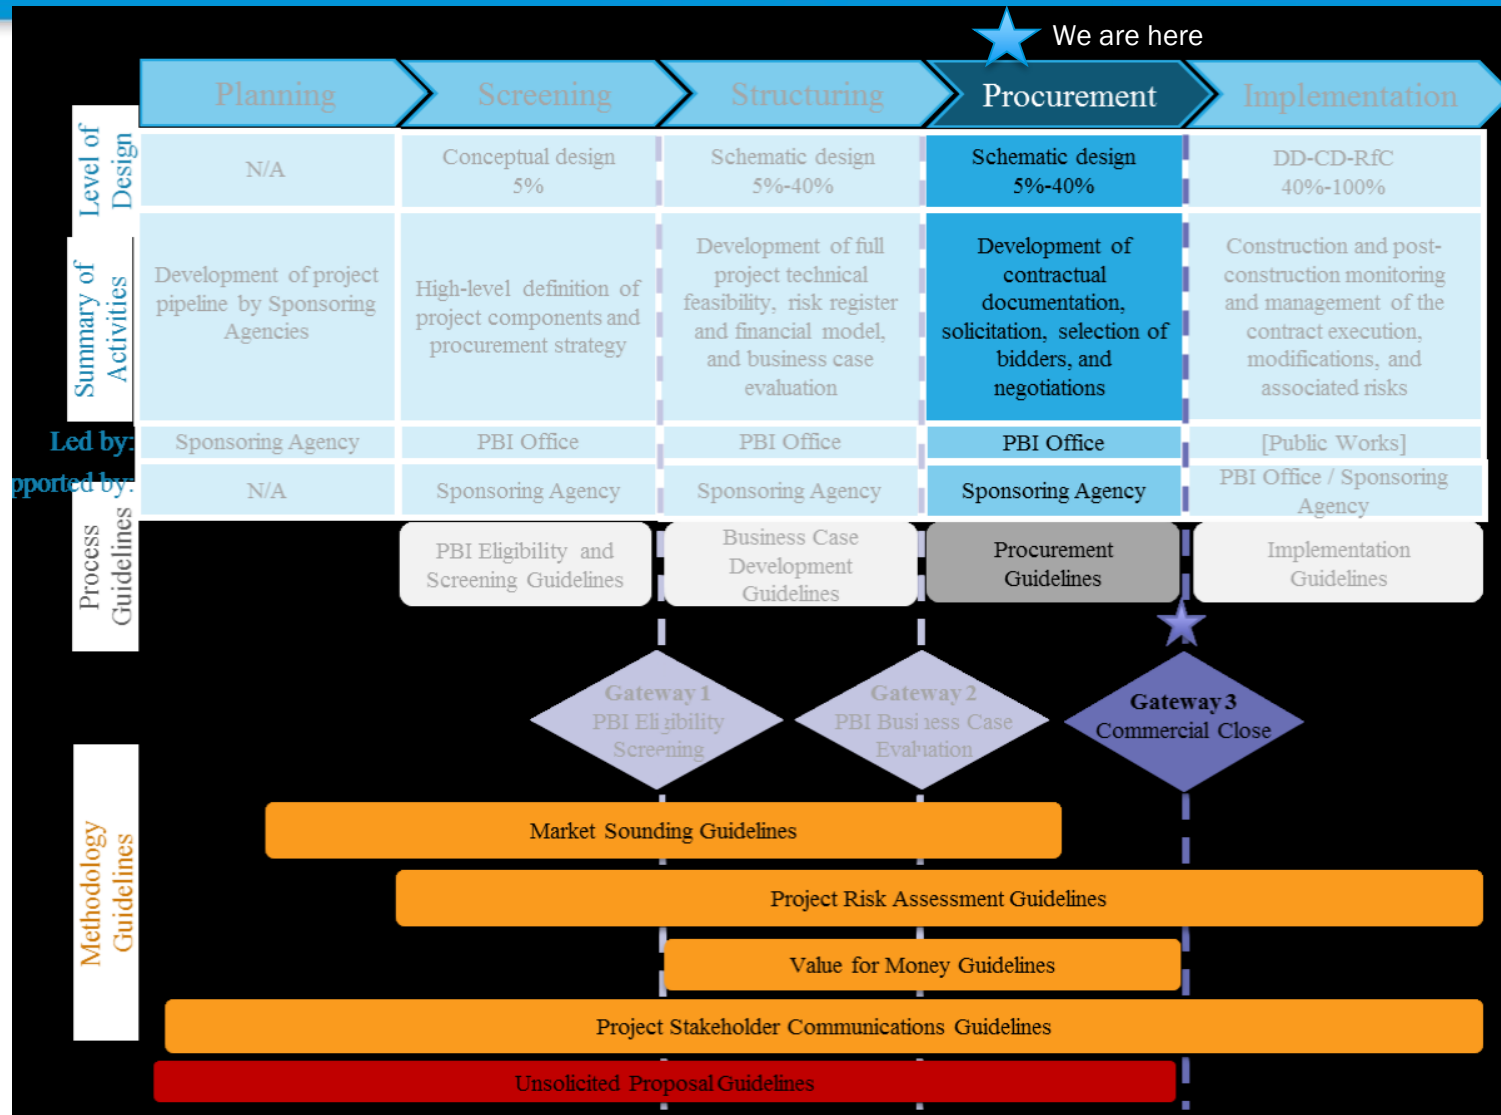 We are here
Planning
Screening
Structuring
Procurement
Implementation
Level of
Design
N/A
Conceptual design
5%
Schematic design
5%-40%
Schematic design
5%-40%
DD-CD-RfC
40%-100%
Summary of
Activities
Development of project
pipeline by Sponsoring
Agencies
High-level definition of
project components and
procurement strategy
Development of full
project technical
feasibility, risk register
and financial model,
and business case
evaluation
Development of
contractual
documentation,
solicitation, selection of
bidders, and
negotiations
Construction and post-
construction monitoring
and management of the
contract execution,
modifications, and
associated risks
Led by:
Sponsoring Agency
PBI Office
PBI Office
PBI Office
[Public Works]
pported by:
N/A
Sponsoring Agency
Sponsoring Agency
Sponsoring Agency
PBI Office / Sponsoring
Agency
Process
Guidelines
PBI Eligibility and
Screening Guidelines
Business Case
Development
Guidelines
Procurement
Guidelines
Implementation
Guidelines
Gateway 1
PBI Eligibility
Screening
Gateway 2
PBI Business Case
Evaluation
Gateway 3
Commercial Close
Methodology
Guidelines
Market Sounding Guidelines
Project Risk Assessment Guidelines
Value for Money Guidelines
Project Stakeholder Communications Guidelines
Unsolicited Proposal Guidelines